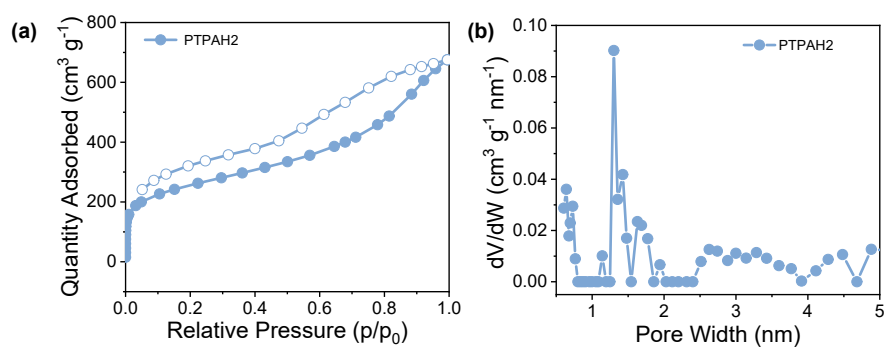 (a)
PTPAH2
Quantity Adsorbed (cm³ g⁻¹)
800
600
400
200
0
0.0 0.2 0.4 0.6 0.8 1.0
Relative Pressure (p/p₀)
(b)
PTPAH2
dV/dW (cm³ g⁻¹ nm⁻¹)
0.10
0.08
0.06
0.04
0.02
0.00
1 2 3 4 5
Pore Width (nm)